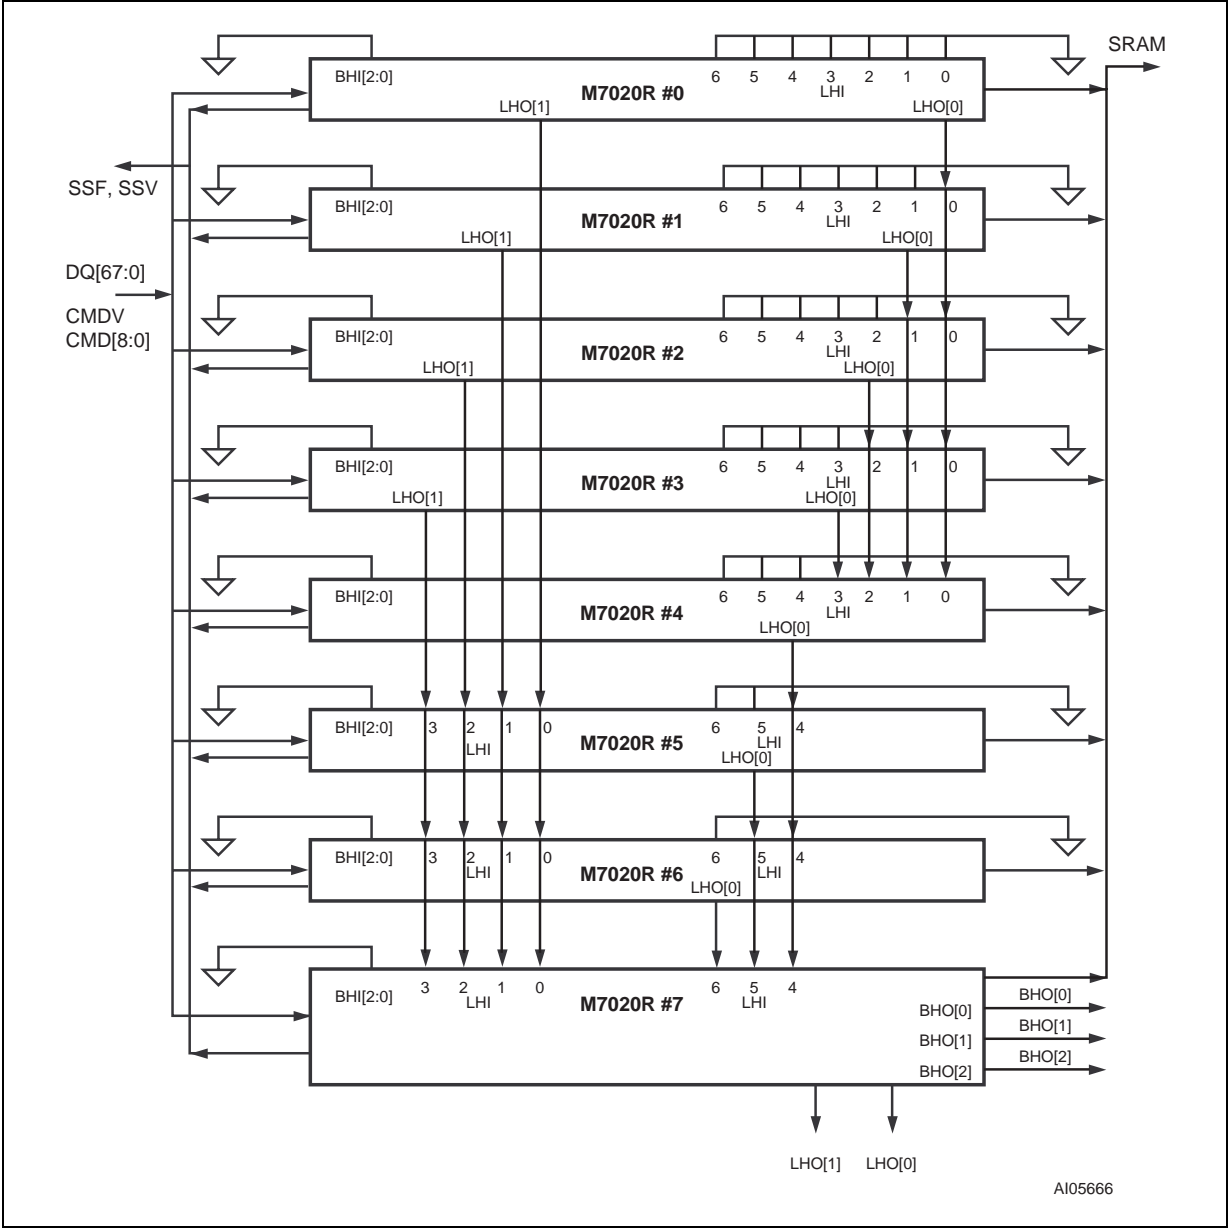 SRAM
BHI[2:0] 6 5 4 3 2 1 0
M7020R #0 LHI
LHO[1] LHO[0]
SSF, SSV
BHI[2:0] 6 5 4 3 2 1 0
M7020R #1 LHI
LHO[1] LHO[0]
DQ[67:0]
CMDV
CMD[8:0]
BHI[2:0] 6 5 4 3 2 1 0
M7020R #2 LHI
LHO[1] LHO[0]
BHI[2:0] 6 5 4 3 2 1 0
M7020R #3 LHI
LHO[1] LHO[0]
BHI[2:0] 6 5 4 3 2 1 0
M7020R #4 LHI
LHO[0]
BHI[2:0] 3 2 1 0 6 5 4
LHI M7020R #5 LHI
LHO[0]
BHI[2:0] 3 2 1 0 6 5 4
LHI M7020R #6 LHI
LHO[0]
BHI[2:0] 3 2 1 0 6 5 4
LHI M7020R #7 LHI
BHO[0] BHO[0]
BHO[1] BHO[1]
BHO[2] BHO[2]
LHO[1] LHO[0]
AI05666